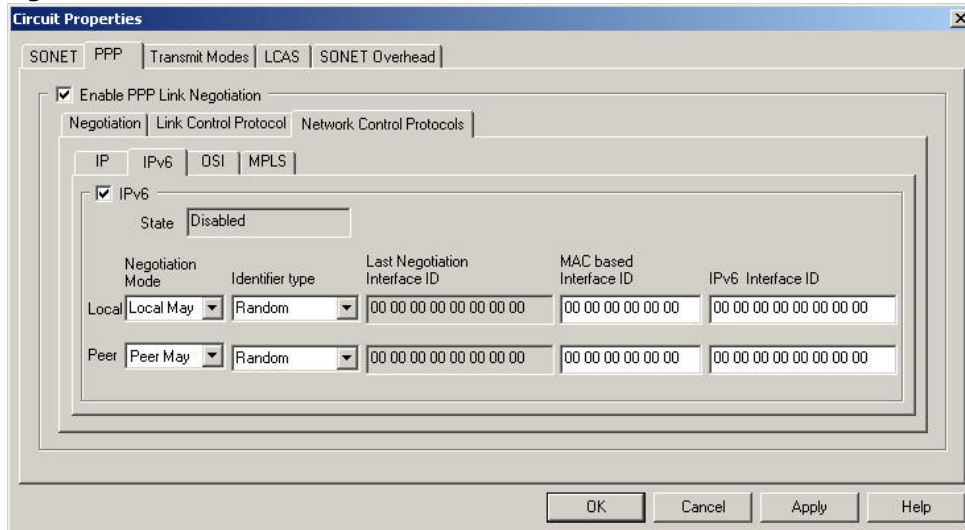 Circuit Properties
SONET PPP Transmit Modes LCAS SONET Overhead
Enable PPP Link Negotiation
Negotiation Link Control Protocol Network Control Protocols
IP IPv6 OSI MPLS
IPv6
State Disabled
Negotiation Mode Identifier type Last Negotiation Interface ID MAC based Interface ID IPv6 Interface ID
Local Local May Random 00 00 00 00 00 00 00 00 00 00 00 00 00 00 00 00 00 00 00 00 00 00
Peer Peer May Random 00 00 00 00 00 00 00 00 00 00 00 00 00 00 00 00 00 00 00 00 00 00
OK Cancel Apply Help